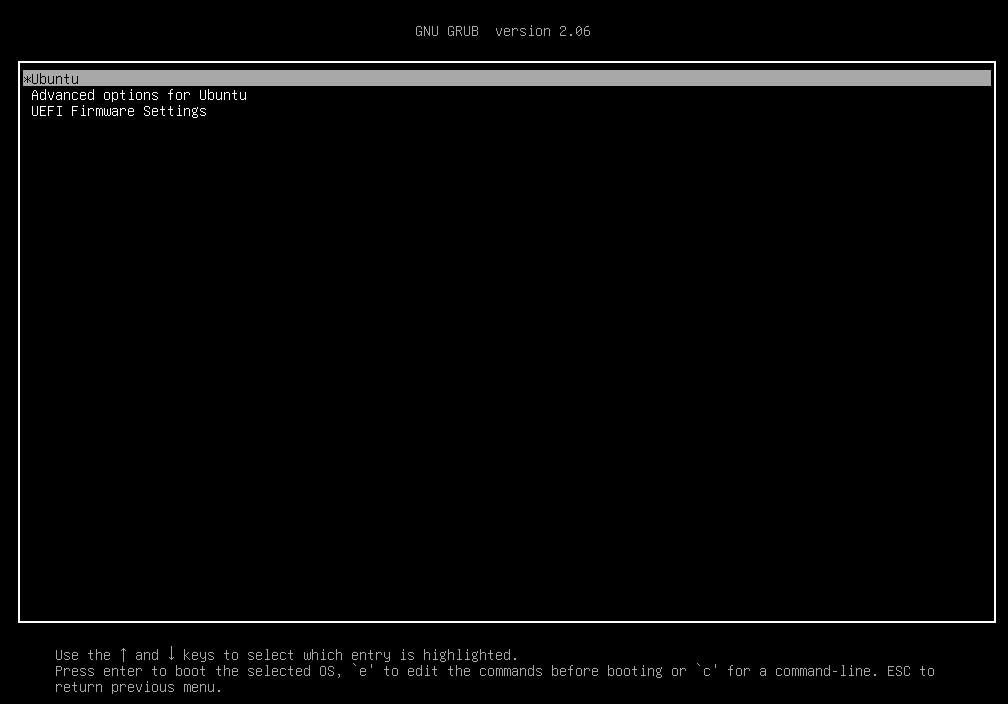 GNU GRUB  version 2.06
*Ubuntu
Advanced options for Ubuntu
UEFI Firmware Settings
Use the ↑ and ↓ keys to select which entry is highlighted.
Press enter to boot the selected OS, `e' to edit the commands before booting or `c' for a command-line. ESC to
return previous menu.